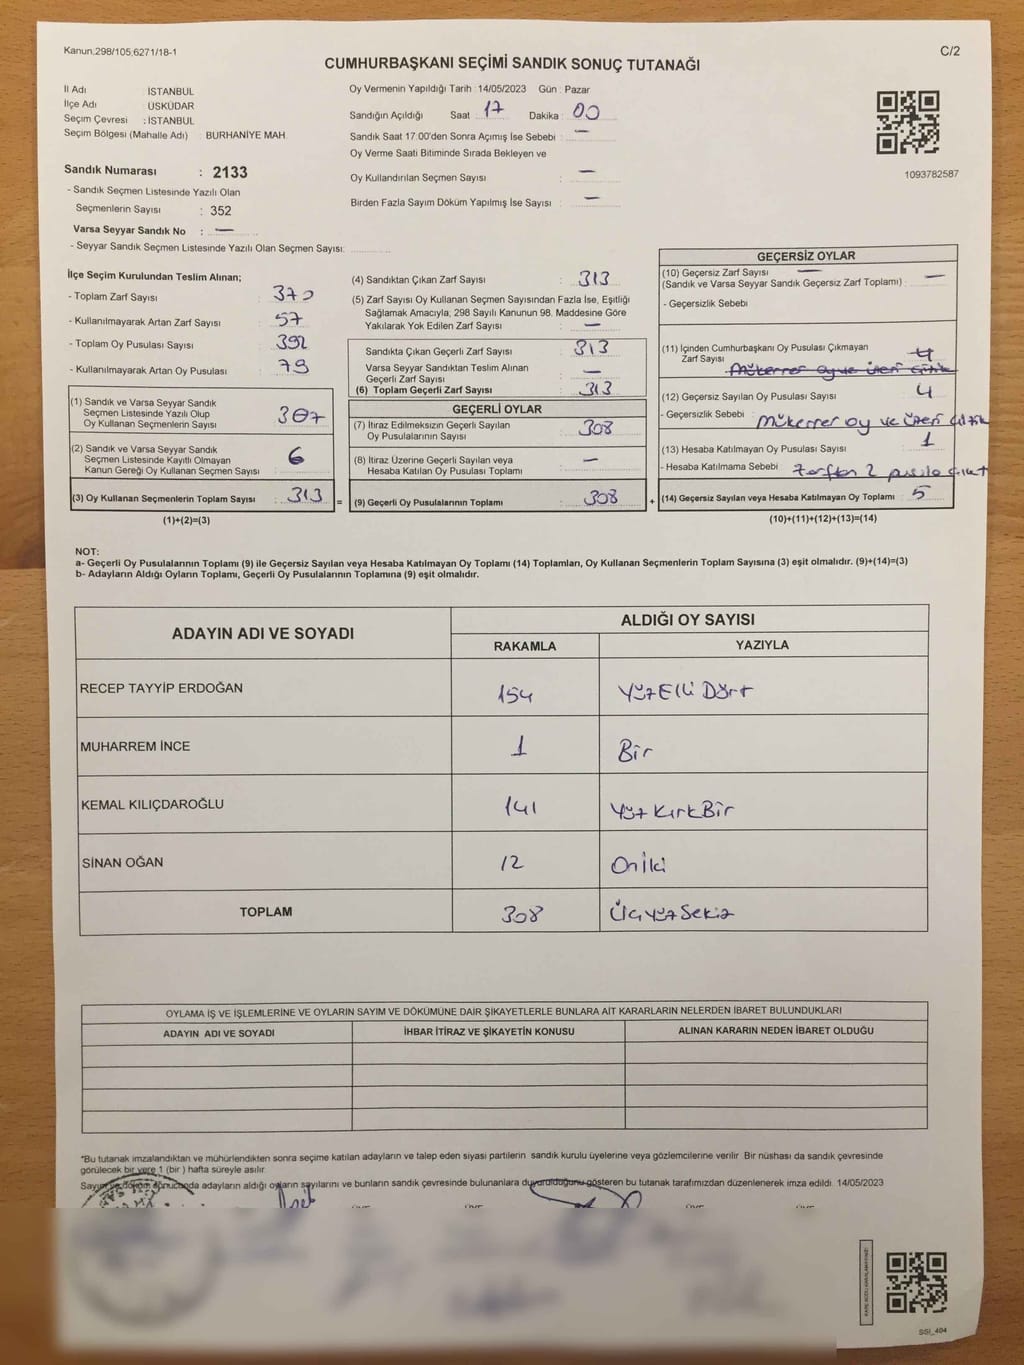 Kanun.298/105,6271/18-1
C/2
CUMHURBAŞKANI SEÇİMİ SANDIK SONUÇ TUTANAĞI
İl Adı : İSTANBUL
İlçe Adı : ÜSKÜDAR
Seçim Çevresi : İSTANBUL
Seçim Bölgesi (Mahalle Adı) : BURHANİYE MAH.
Sandık Numarası : 2133
- Sandık Seçmen Listesinde Yazılı Olan
Seçmenlerin Sayısı : 352
Varsa Seyyar Sandık No : —
- Seyyar Sandık Seçmen Listesinde Yazılı Olan Seçmen Sayısı:
Oy Vermenin Yapıldığı Tarih : 14/05/2023 Gün : Pazar
Sandığın Açıldığı Saat : 17 Dakika : 00
Sandık Saat 17:00'den Sonra Açımış İse Sebebi : —
Oy Verme Saati Bitiminde Sırada Bekleyen ve
Oy Kullandırılan Seçmen Sayısı : —
Birden Fazla Sayım Döküm Yapılmış İse Sayısı : —
1093782587
İlçe Seçim Kurulundan Teslim Alınan;
- Toplam Zarf Sayısı : 370
- Kullanılmayarak Artan Zarf Sayısı : 57
- Toplam Oy Pusulası Sayısı : 392
- Kullanılmayarak Artan Oy Pusulası : 79
(1) Sandık ve Varsa Seyyar Sandık
Seçmen Listesinde Yazılı Olup
Oy Kullanan Seçmenlerin Sayısı : 307
(2) Sandık ve Varsa Seyyar Sandık
Seçmen Listesinde Kayıtlı Olmayan
Kanun Gereği Oy Kullanan Seçmen Sayısı : 6
(3) Oy Kullanan Seçmenlerin Toplam Sayısı : 313 =
(1)+(2)=(3)
(4) Sandıktan Çıkan Zarf Sayısı : 313
(5) Zarf Sayısı Oy Kullanan Seçmen Sayısından Fazla İse, Eşitliği
Sağlamak Amacıyla, 298 Sayılı Kanunun 98. Maddesine Göre
Yakılarak Yok Edilen Zarf Sayısı : —
Sandıkta Çıkan Geçerli Zarf Sayısı : 313
Varsa Seyyar Sandıktan Teslim Alınan
Geçerli Zarf Sayısı : —
(6) Toplam Geçerli Zarf Sayısı : 313
GEÇERLİ OYLAR
(7) İtiraz Edilmeksizin Geçerli Sayılan
Oy Pusulalarının Sayısı : 308
(8) İtiraz Üzerine Geçerli Sayılan veya
Hesaba Katılan Oy Pusulası Toplamı : —
(9) Geçerli Oy Pusulalarının Toplamı : 308 +
GEÇERSİZ OYLAR
(10) Geçersiz Zarf Sayısı —
(Sandık ve Varsa Seyyar Sandık Geçersiz Zarf Toplamı) : —
- Geçersizlik Sebebi :
(11) İçinden Cumhurbaşkanı Oy Pusulası Çıkmayan
Zarf Sayısı : 4
Mükerrer oy ve üzeri çizik
(12) Geçersiz Sayılan Oy Pusulası Sayısı : 4
- Geçersizlik Sebebi : Mükerrer oy ve üzeri çizik
(13) Hesaba Katılmayan Oy Pusulası Sayısı : 1
- Hesaba Katılmama Sebebi : zarftan 2 pusula çıktı
(14) Geçersiz Sayılan veya Hesaba Katılmayan Oy Toplamı : 5
(10)+(11)+(12)+(13)=(14)
NOT:
a- Geçerli Oy Pusulalarının Toplamı (9) ile Geçersiz Sayılan veya Hesaba Katılmayan Oy Toplamı (14) Toplamları, Oy Kullanan Seçmenlerin Toplam Sayısına (3) eşit olmalıdır. (9)+(14)=(3)
b- Adayların Aldığı Oyların Toplamı, Geçerli Oy Pusulalarının Toplamına (9) eşit olmalıdır.
ADAYIN ADI VE SOYADI
ALDIĞI OY SAYISI
RAKAMLA YAZIYLA
RECEP TAYYİP ERDOĞAN 154 Yüz Elli Dört
MUHARREM İNCE 1 Bir
KEMAL KILIÇDAROĞLU 141 Yüz Kırk Bir
SİNAN OĞAN 12 On iki
TOPLAM 308 Üç Yüz Sekiz
OYLAMA İŞ VE İŞLEMLERİNE VE OYLARIN SAYIM VE DÖKÜMÜNE DAİR ŞİKAYETLERLE BUNLARA AİT KARARLARIN NELERDEN İBARET BULUNDUKLARI
ADAYIN ADI VE SOYADI İHBAR İTİRAZ VE ŞİKAYETİN KONUSU ALINAN KARARIN NEDEN İBARET OLDUĞU
*Bu tutanak imzalandıktan ve mühürlendikten sonra seçime katılan adayların ve talep eden siyasi partilerin sandık kurulu üyelerine veya gözlemcilerine verilir. Bir nüshası da sandık çevresinde
görülecek bir yere 1 (bir) hafta süreyle asılır.
Sayım ve döküm sonucunda adayların aldığı oyların sayılarını ve bunların sandık çevresinde bulunanlara duyurulduğunu gösteren bu tutanak tarafımızdan düzenlenerek imza edildi. 14/05/2023
SSI_404